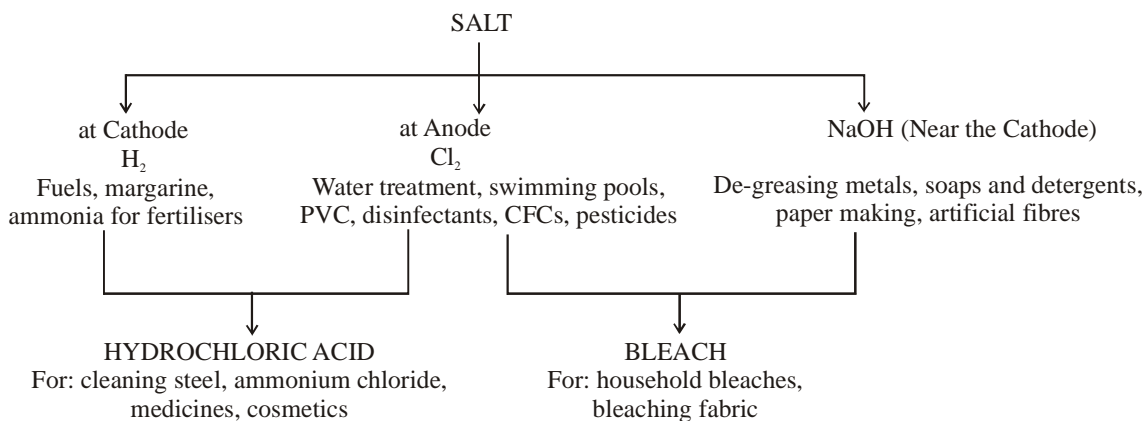 SALT
at Cathode
H₂
Fuels, margarine,
ammonia for fertilisers
at Anode
Cl₂
Water treatment, swimming pools,
PVC, disinfectants, CFCs, pesticides
NaOH (Near the Cathode)
De-greasing metals, soaps and detergents,
paper making, artificial fibres
HYDROCHLORIC ACID
For: cleaning steel, ammonium chloride,
medicines, cosmetics
BLEACH
For: household bleaches,
bleaching fabric